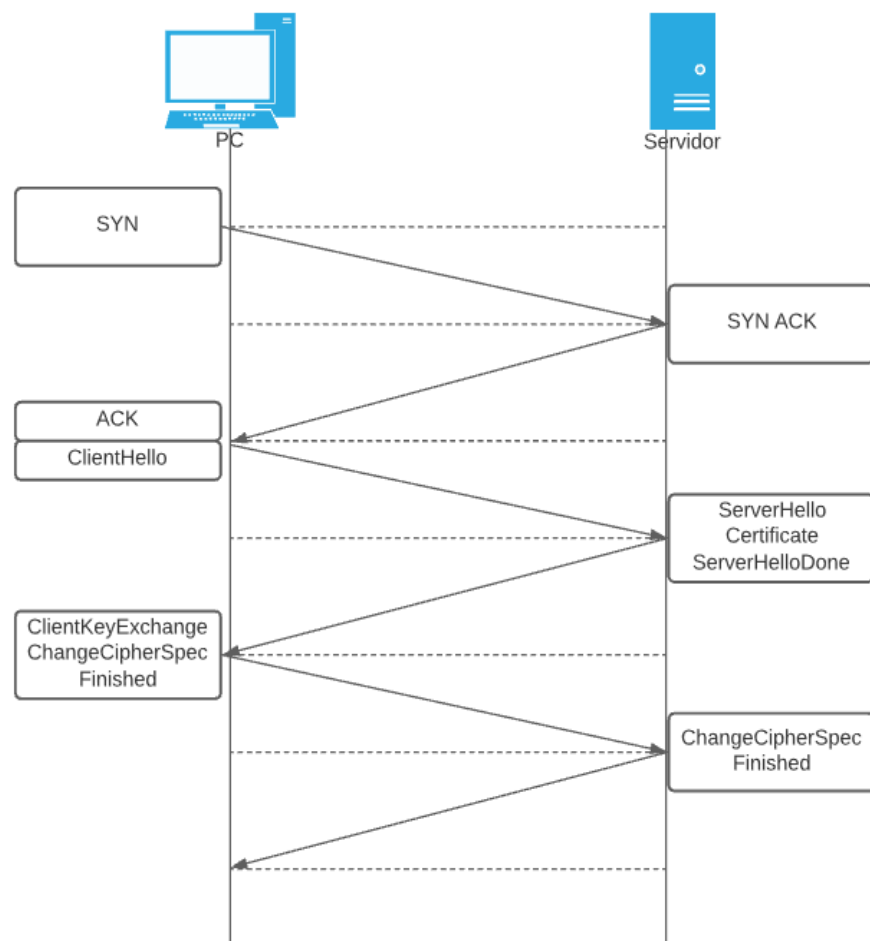 PC
Servidor
SYN
SYN ACK
ACK
ClientHello
ServerHello
Certificate
ServerHelloDone
ClientKeyExchange
ChangeCipherSpec
Finished
ChangeCipherSpec
Finished